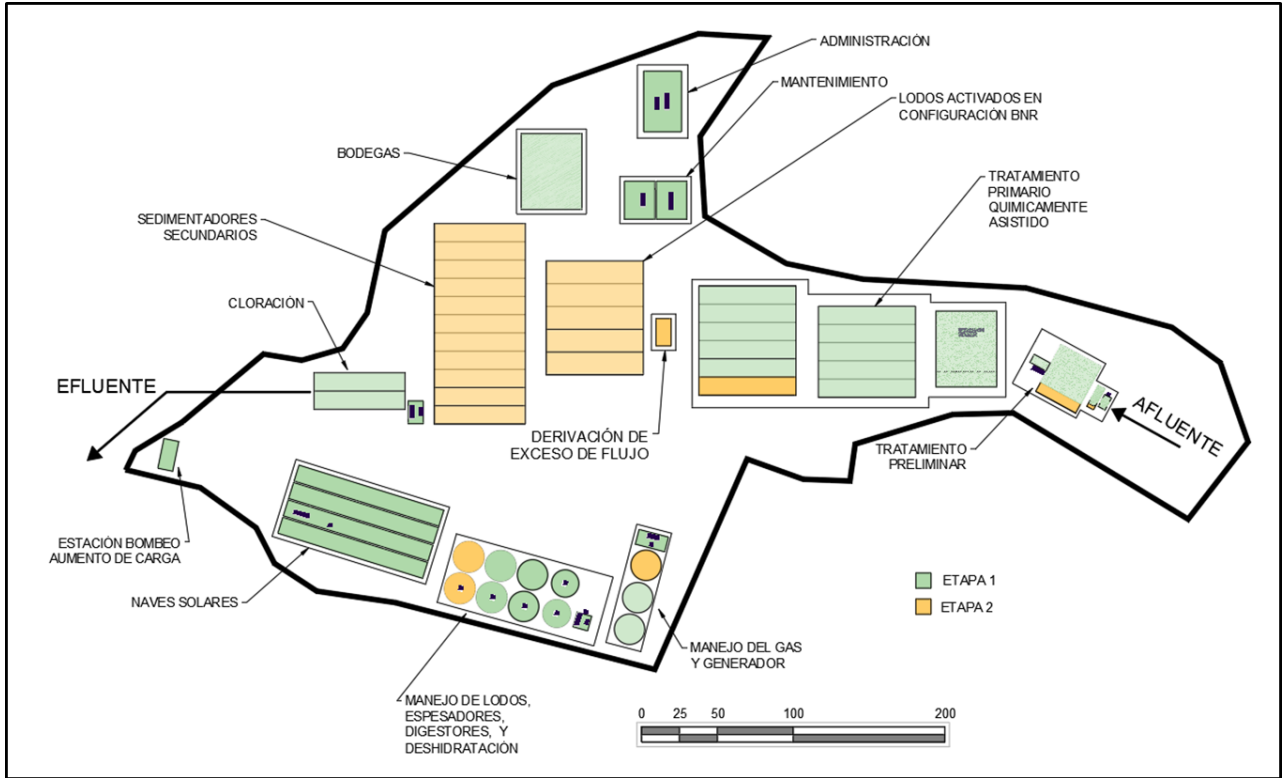 ADMINISTRACIÓN
MANTENIMIENTO
LODOS ACTIVADOS EN
CONFIGURACIÓN BNR
BODEGAS
TRATAMIENTO
PRIMARIO
QUIMICAMENTE
ASISTIDO
SEDIMENTADORES
SECUNDARIOS
CLORACIÓN
EFLUENTE
AFLUENTE
DERIVACIÓN DE
EXCESO DE FLUJO
TRATAMIENTO
PRELIMINAR
ESTACIÓN BOMBEO
AUMENTO DE CARGA
NAVES SOLARES
ETAPA 1
ETAPA 2
MANEJO DEL GAS
Y GENERADOR
MANEJO DE LODOS,
ESPESADORES,
DIGESTORES, Y
DESHIDRATACIÓN
0 25 50 100 200